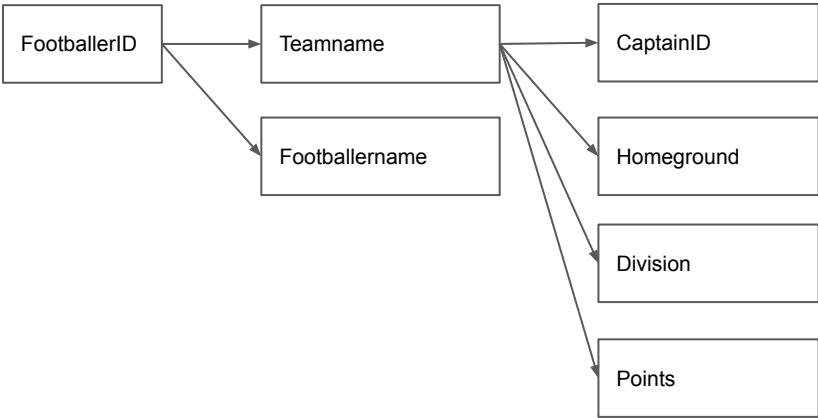 FootballerID
Teamname
CaptainID
Footballername
Homeground
Division
Points